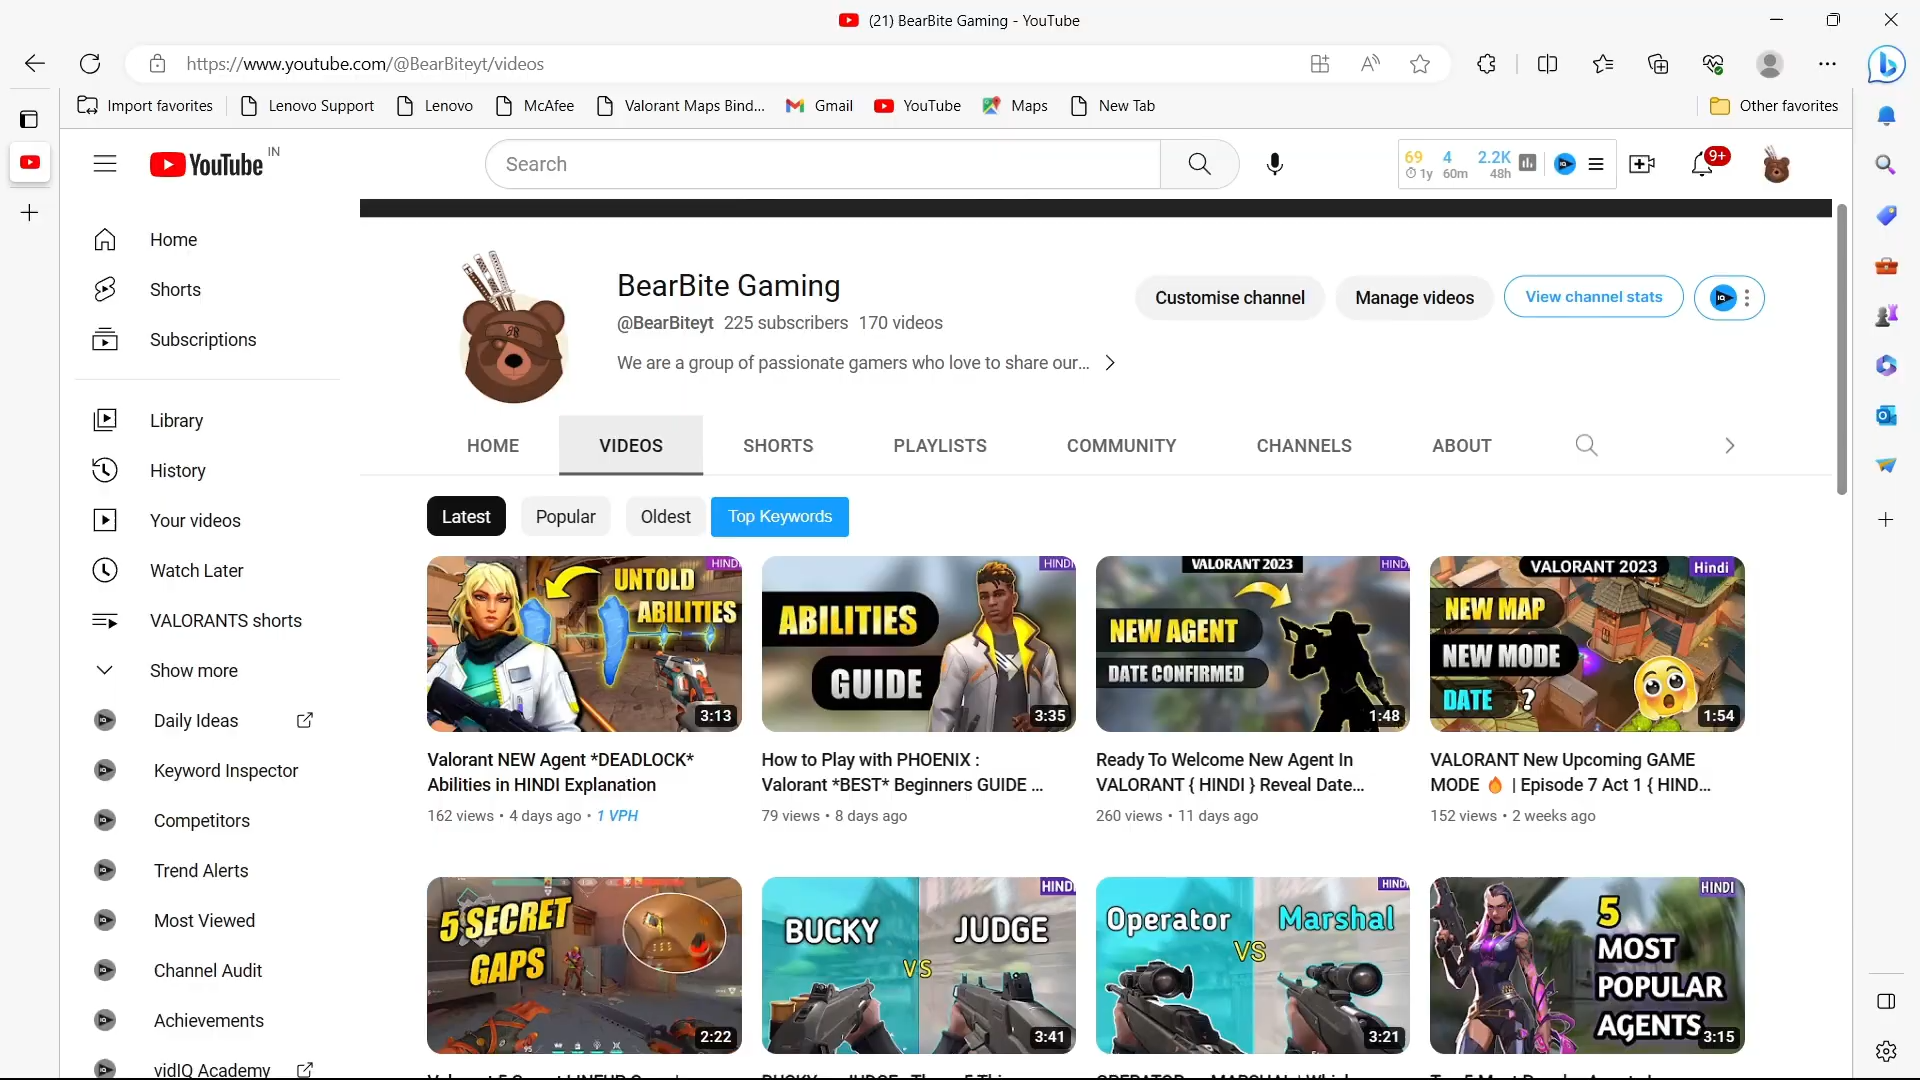 (21) BearBite Gaming - YouTube
https://www.youtube.com/@BearBiteyt/videos
Import favorites
Lenovo Support
Lenovo
McAfee
Valorant Maps Bind...
Gmail
YouTube
Maps
New Tab
Other favorites
YouTube IN
Search
69 4 2.2K
1y 60m 48h
9+
Home
Shorts
Subscriptions
Library
History
Your videos
Watch Later
VALORANTS shorts
Show more
Daily Ideas
Keyword Inspector
Competitors
Trend Alerts
Most Viewed
Channel Audit
Achievements
vidIQ Academy
BearBite Gaming
@BearBiteyt 225 subscribers 170 videos
We are a group of passionate gamers who love to share our...
Customise channel
Manage videos
View channel stats
HOME
VIDEOS
SHORTS
PLAYLISTS
COMMUNITY
CHANNELS
ABOUT
Latest
Popular
Oldest
Top Keywords
HINDI
UNTOLD
ABILITIES
3:13
Valorant NEW Agent *DEADLOCK*
Abilities in HINDI Explanation
162 views • 4 days ago • 1 VPH
HINDI
ABILITIES
GUIDE
3:35
How to Play with PHOENIX :
Valorant *BEST* Beginners GUIDE ...
79 views • 8 days ago
VALORANT 2023
HINDI
NEW AGENT
DATE CONFIRMED
1:48
Ready To Welcome New Agent In
VALORANT { HINDI } Reveal Date...
260 views • 11 days ago
VALORANT 2023
Hindi
NEW MAP
NEW MODE
DATE ?
1:54
VALORANT New Upcoming GAME
MODE 🔥 | Episode 7 Act 1 { HIND...
152 views • 2 weeks ago
5 SECRET
GAPS
2:22
HINDI
BUCKY
VS
JUDGE
3:41
HINDI
Operator
VS
Marshal
3:21
HINDI
5
MOST
POPULAR
AGENTS
3:15